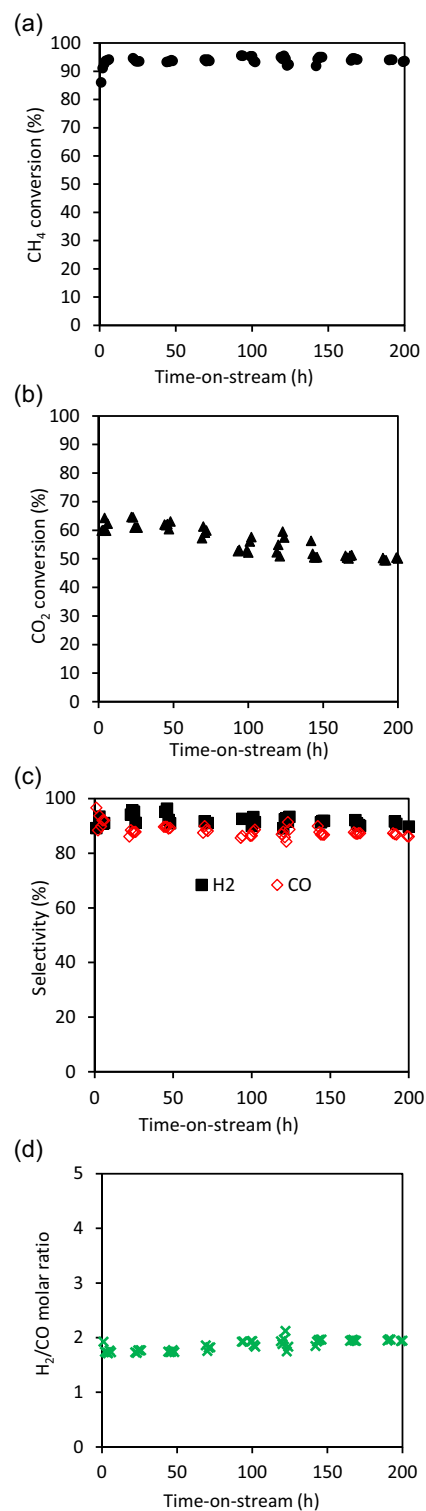 (a)
100
90
80
70
60
50
40
30
20
10
0
CH₄ conversion (%)
0 50 100 150 200
Time-on-stream (h)
(b)
100
90
80
70
60
50
40
30
20
10
0
CO₂ conversion (%)
0 50 100 150 200
Time-on-stream (h)
(c)
100
80
60
40
20
0
Selectivity (%)
H2 CO
0 50 100 150 200
Time-on-stream (h)
(d)
5
4
3
2
1
0
H₂/CO molar ratio
0 50 100 150 200
Time-on-stream (h)